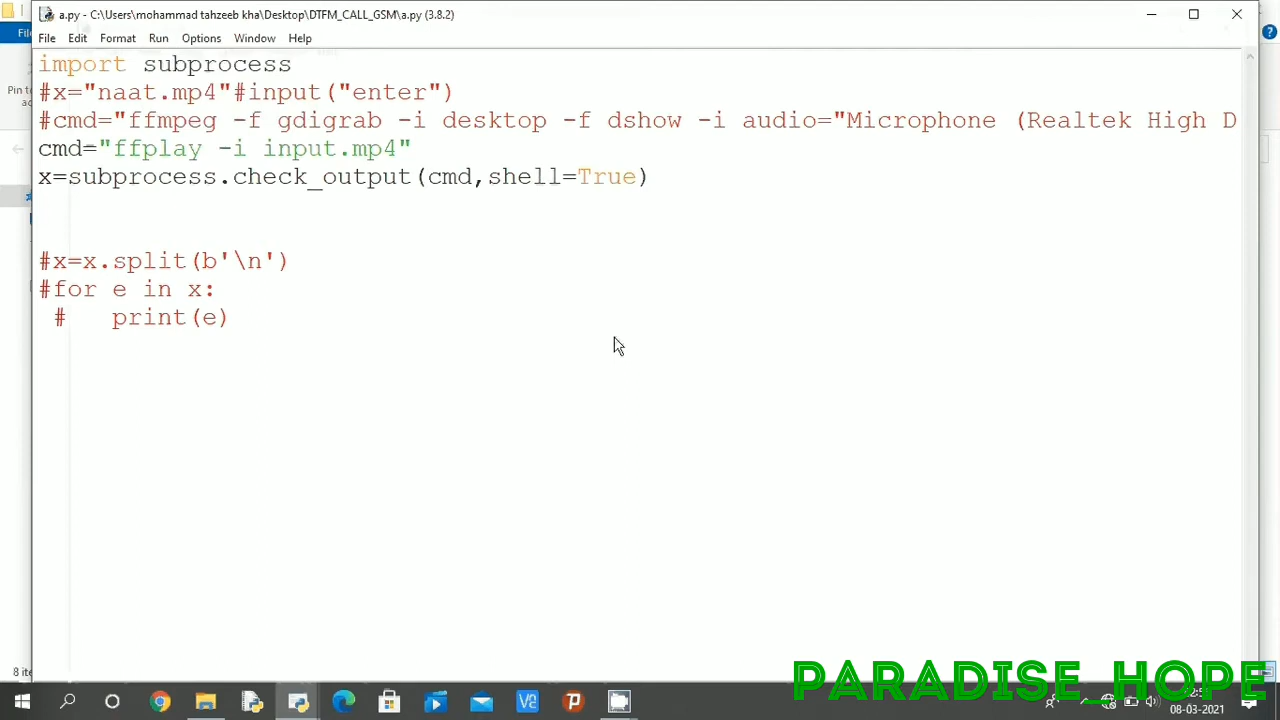 a.py - C:\Users\mohammad tahzeeb kha\Desktop\DTFM_CALL_GSM\a.py (3.8.2)
File Edit Format Run Options Window Help
import subprocess
#x="naat.mp4"#input("enter")
#cmd="ffmpeg -f gdigrab -i desktop -f dshow -i audio="Microphone (Realtek High D
cmd="ffplay -i input.mp4"
x=subprocess.check_output(cmd,shell=True)
#x=x.split(b'\n')
#for e in x:
# print(e)
PARADISE_HOPE
08-03-2021